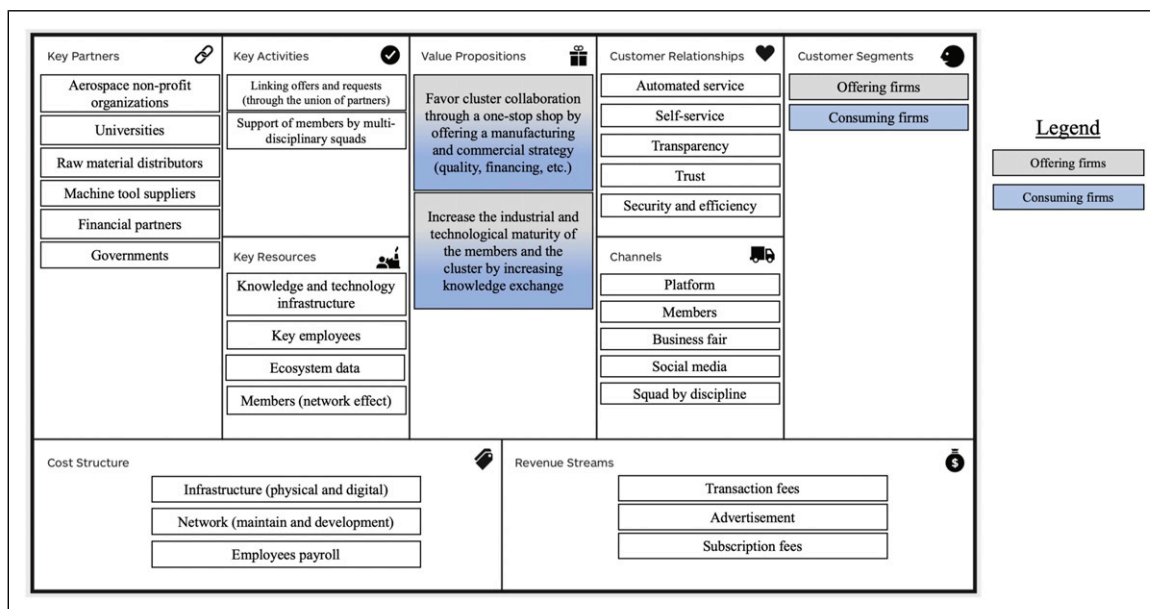 Key Partners
Aerospace non-profit
organizations
Universities
Raw material distributors
Machine tool suppliers
Financial partners
Governments
Key Activities
Linking offers and requests
(through the union of partners)
Support of members by multi-
disciplinary squads
Key Resources
Knowledge and technology
infrastructure
Key employees
Ecosystem data
Members (network effect)
Value Propositions
Favor cluster collaboration
through a one-stop shop by
offering a manufacturing
and commercial strategy
(quality, financing, etc.)
Increase the industrial and
technological maturity of
the members and the
cluster by increasing
knowledge exchange
Customer Relationships
Automated service
Self-service
Transparency
Trust
Security and efficiency
Channels
Platform
Members
Business fair
Social media
Squad by discipline
Customer Segments
Offering firms
Consuming firms
Cost Structure
Infrastructure (physical and digital)
Network (maintain and development)
Employees payroll
Revenue Streams
$
Transaction fees
Advertisement
Subscription fees
Legend
Offering firms
Consuming firms